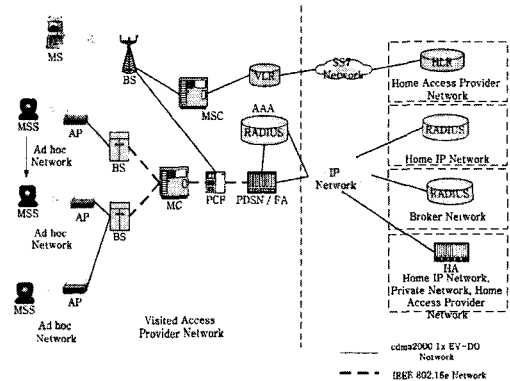 MS
BS
VLR
SS7
Network
HLR
MSC
Home Access Provider
Network
MSS
AP
AAA
RADIUS
Ad hoc
Network
BS
RADIUS
Home IP Network
IP
Network
MC
PCF
PDSN / FA
RADIUS
Broker Network
MSS
AP
BS
Ad hoc
Network
HA
Home IP Network,
Private Network, Home
Access Provider
Network
MSS
AP
Ad hoc
Network
Visited Access
Provider Network
cdma2000 1x EV-DO
Network
IEEE 802.16e Network